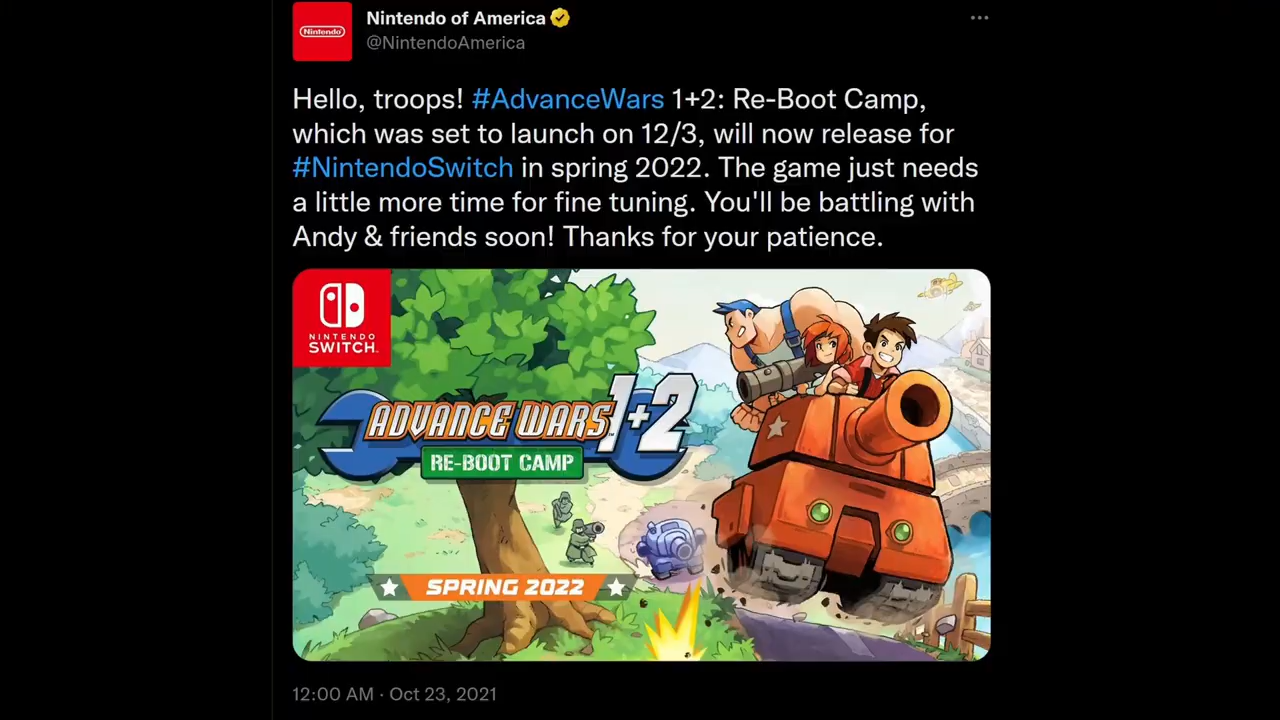 Nintendo of America
@NintendoAmerica
Nintendo
Hello, troops! #AdvanceWars 1+2: Re-Boot Camp,
which was set to launch on 12/3, will now release for
#NintendoSwitch in spring 2022. The game just needs
a little more time for fine tuning. You'll be battling with
Andy & friends soon! Thanks for your patience.
NINTENDO
SWITCH™
ADVANCE WARS™ 1+2
RE-BOOT CAMP
SPRING 2022
12:00 AM · Oct 23, 2021